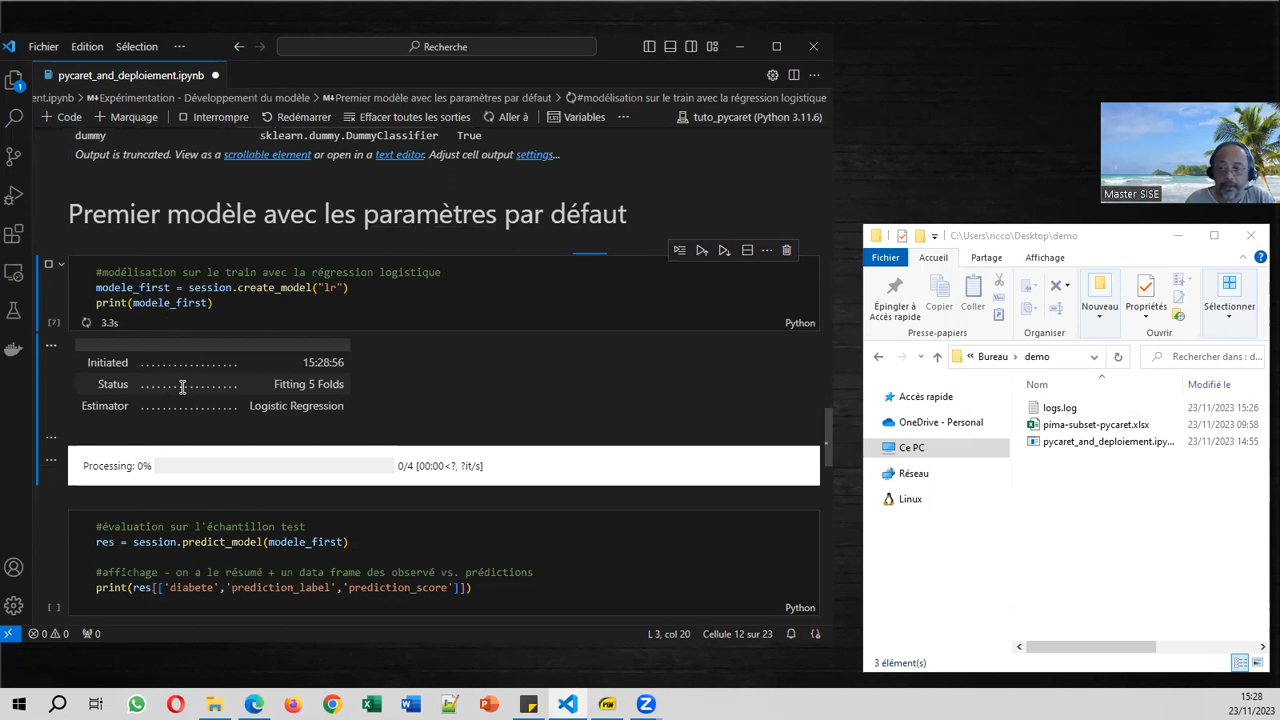 Fichier Edition Sélection ... Recherche
pycaret_and_deploiement.ipynb
ent.ipynb > Expérimentation - Développement du modèle > Premier modèle avec les paramètres par défaut > #modélisation sur le train avec la régression logistique
+ Code + Marquage Interrompre Redémarrer Effacer toutes les sorties Aller à Variables ... tuto_pycaret (Python 3.11.6)
dummy sklearn.dummy.DummyClassifier True
Output is truncated. View as a scrollable element or open in a text editor. Adjust cell output settings...
Premier modèle avec les paramètres par défaut
#modélisation sur le train avec la régression logistique
modele_first = session.create_model("lr")
print(modele_first)
[?] 3.3s Python
Initiated .................. 15:28:56
Status .................. Fitting 5 Folds
Estimator .................. Logistic Regression
Processing: 0% 0/4 [00:00<?, ?it/s]
#évaluation sur l'échantillon test
res = session.predict_model(modele_first)
#affichage - on a le résumé + un data frame des observé vs. prédictions
print(res[['diabete','prediction_label','prediction_score']])
[ ] Python
0 0 0 L 3, col 20 Cellule 12 sur 23
Master SISE
C:\Users\ricco\Desktop\demo
Fichier Accueil Partage Affichage
Épingler à Accès rapide Copier Coller Nouveau Propriétés Sélectionner
Presse-papiers Organiser Ouvrir
« Bureau > demo Rechercher dans : d...
Nom Modifié le
Accès rapide
OneDrive - Personal
Ce PC
Réseau
Linux
logs.log 23/11/2023 15:26
pima-subset-pycaret.xlsx 23/11/2023 09:58
pycaret_and_deploiement.ipy... 23/11/2023 14:55
3 élément(s)
15:28
23/11/2023